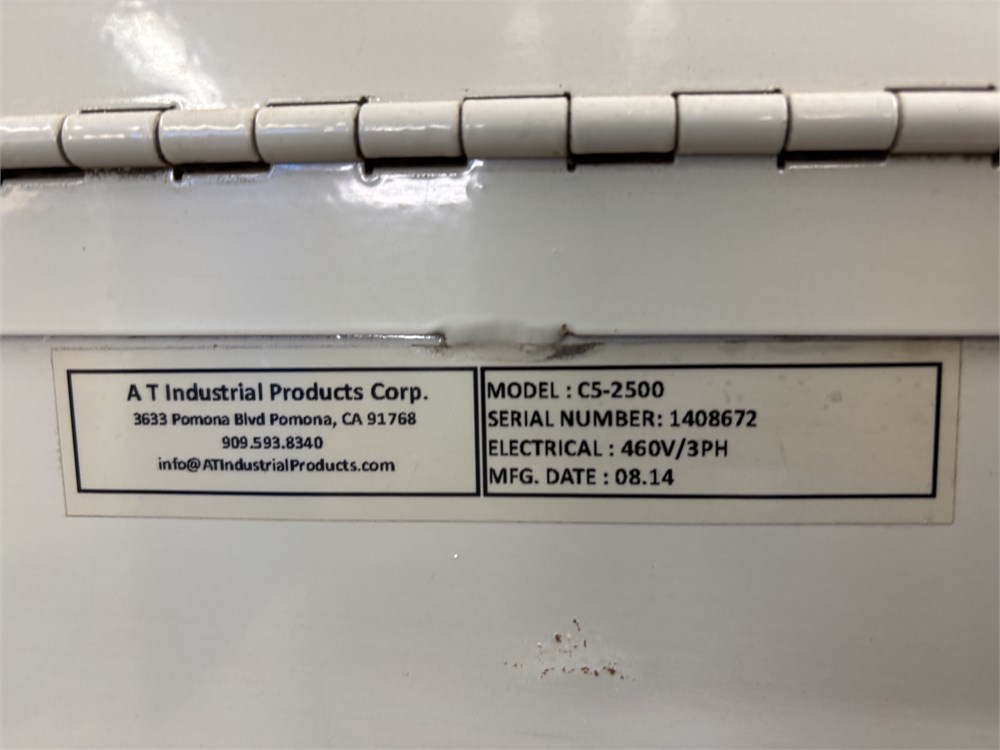 A T Industrial Products Corp.
3633 Pomona Blvd Pomona, CA 91768
909.593.8340
info@ATIndustrialProducts.com
MODEL : C5-2500
SERIAL NUMBER: 1408672
ELECTRICAL : 460V/3PH
MFG. DATE : 08.14